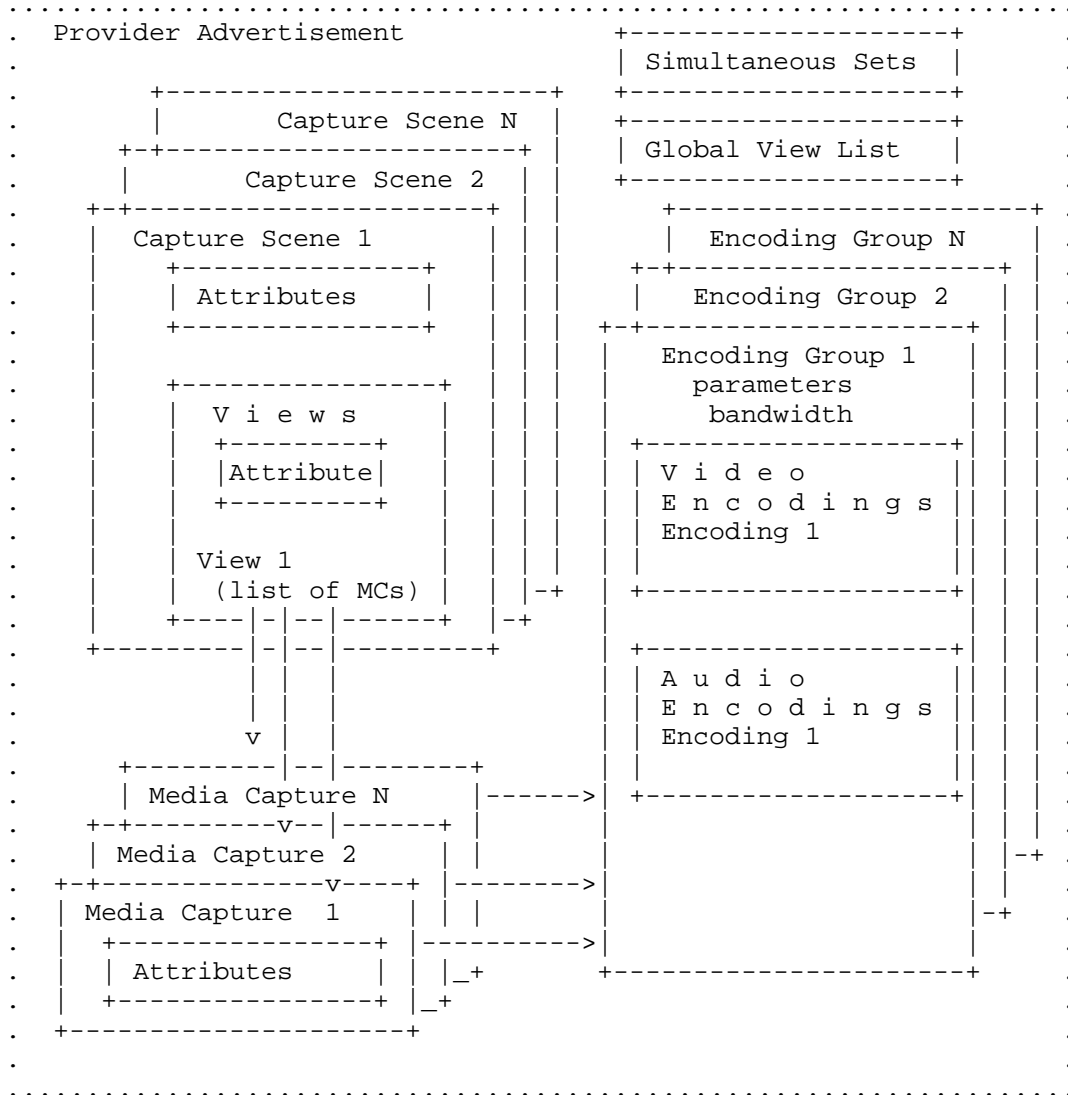 Provider Advertisement
Simultaneous Sets
Capture Scene N
Global View List
Capture Scene 2
Capture Scene 1
Encoding Group N
Attributes
Encoding Group 2
Encoding Group 1
parameters
V i e w s
bandwidth
Attribute
V i d e o
E n c o d i n g s
Encoding 1
View 1
(list of MCs)
A u d i o
E n c o d i n g s
v
Encoding 1
Media Capture N
v
Media Capture 2
v
Media Capture 1
Attributes